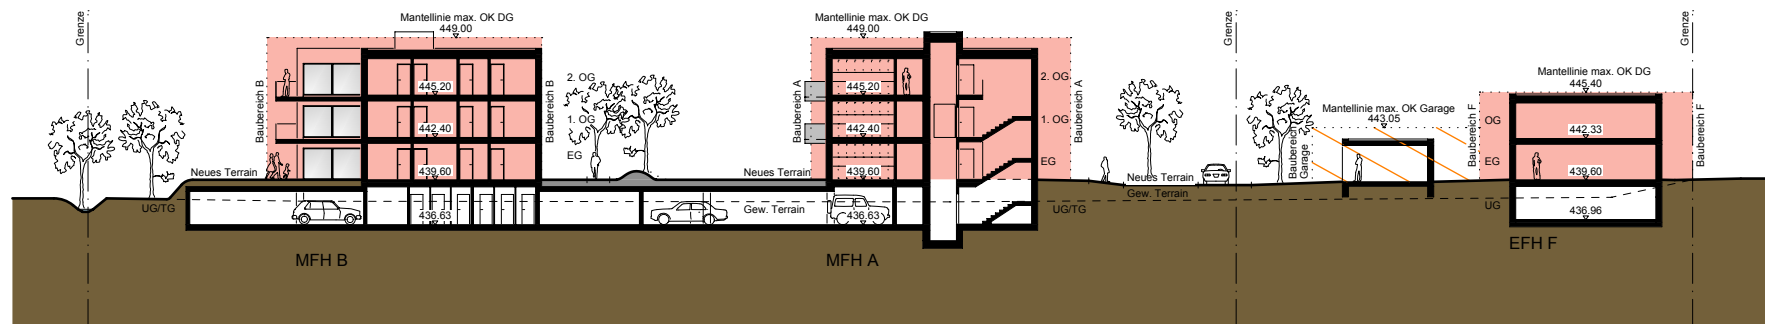 Grenze
Mantellinie max. OK DG
449.00
Baubereich B
445.20
442.40
439.60
436.63
Baubereich B
2. OG
1. OG
EG
Neues Terrain
UG/TG
MFH B
Neues Terrain
Gew. Terrain
Mantellinie max. OK DG
449.00
Baubereich A
445.20
442.40
439.60
436.63
2. OG
1. OG
EG
Baubereich A
UG/TG
MFH A
Neues Terrain
Gew. Terrain
Grenze
Mantellinie max. OK Garage
443.05
Baubereich
Garage
Mantellinie max. OK DG
445.40
Baubereich F
OG
442.33
EG
439.60
UG
436.96
Baubereich F
EFH F
Grenze